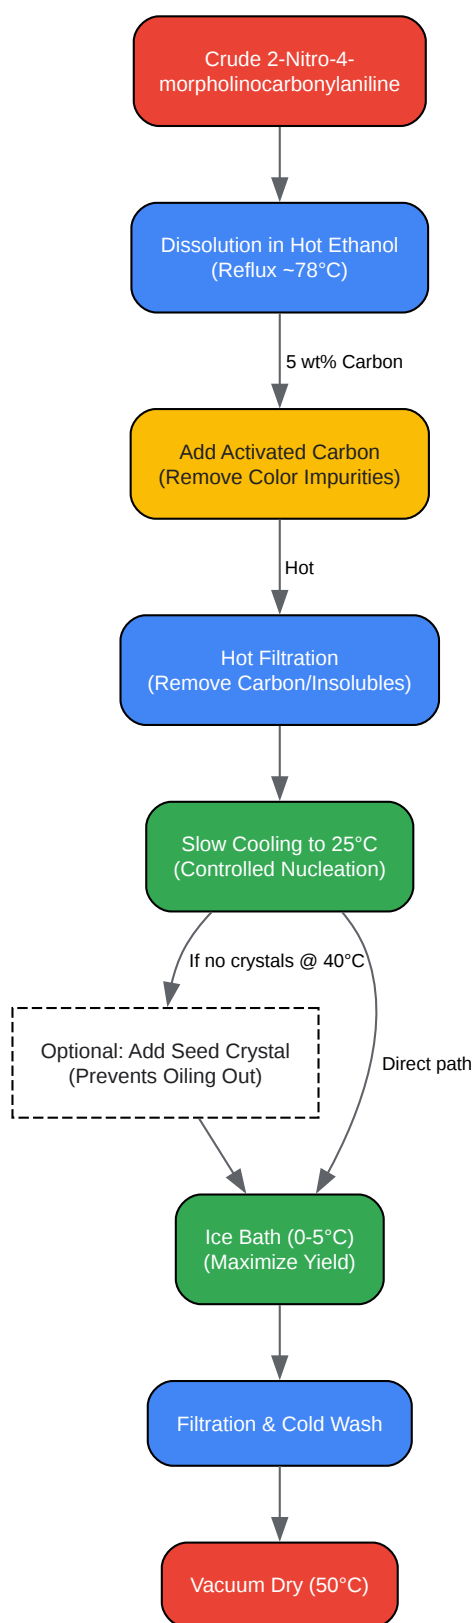 Crude 2-Nitro-4-
morpholinocarbonylaniline
Dissolution in Hot Ethanol
(Reflux ~78°C)
5 wt% Carbon
Add Activated Carbon
(Remove Color Impurities)
Hot
Hot Filtration
(Remove Carbon/Insolubles)
Slow Cooling to 25°C
(Controlled Nucleation)
If no crystals @ 40°C
Optional: Add Seed Crystal
(Prevents Oiling Out)
Direct path
Ice Bath (0-5°C)
(Maximize Yield)
Filtration & Cold Wash
Vacuum Dry (50°C)